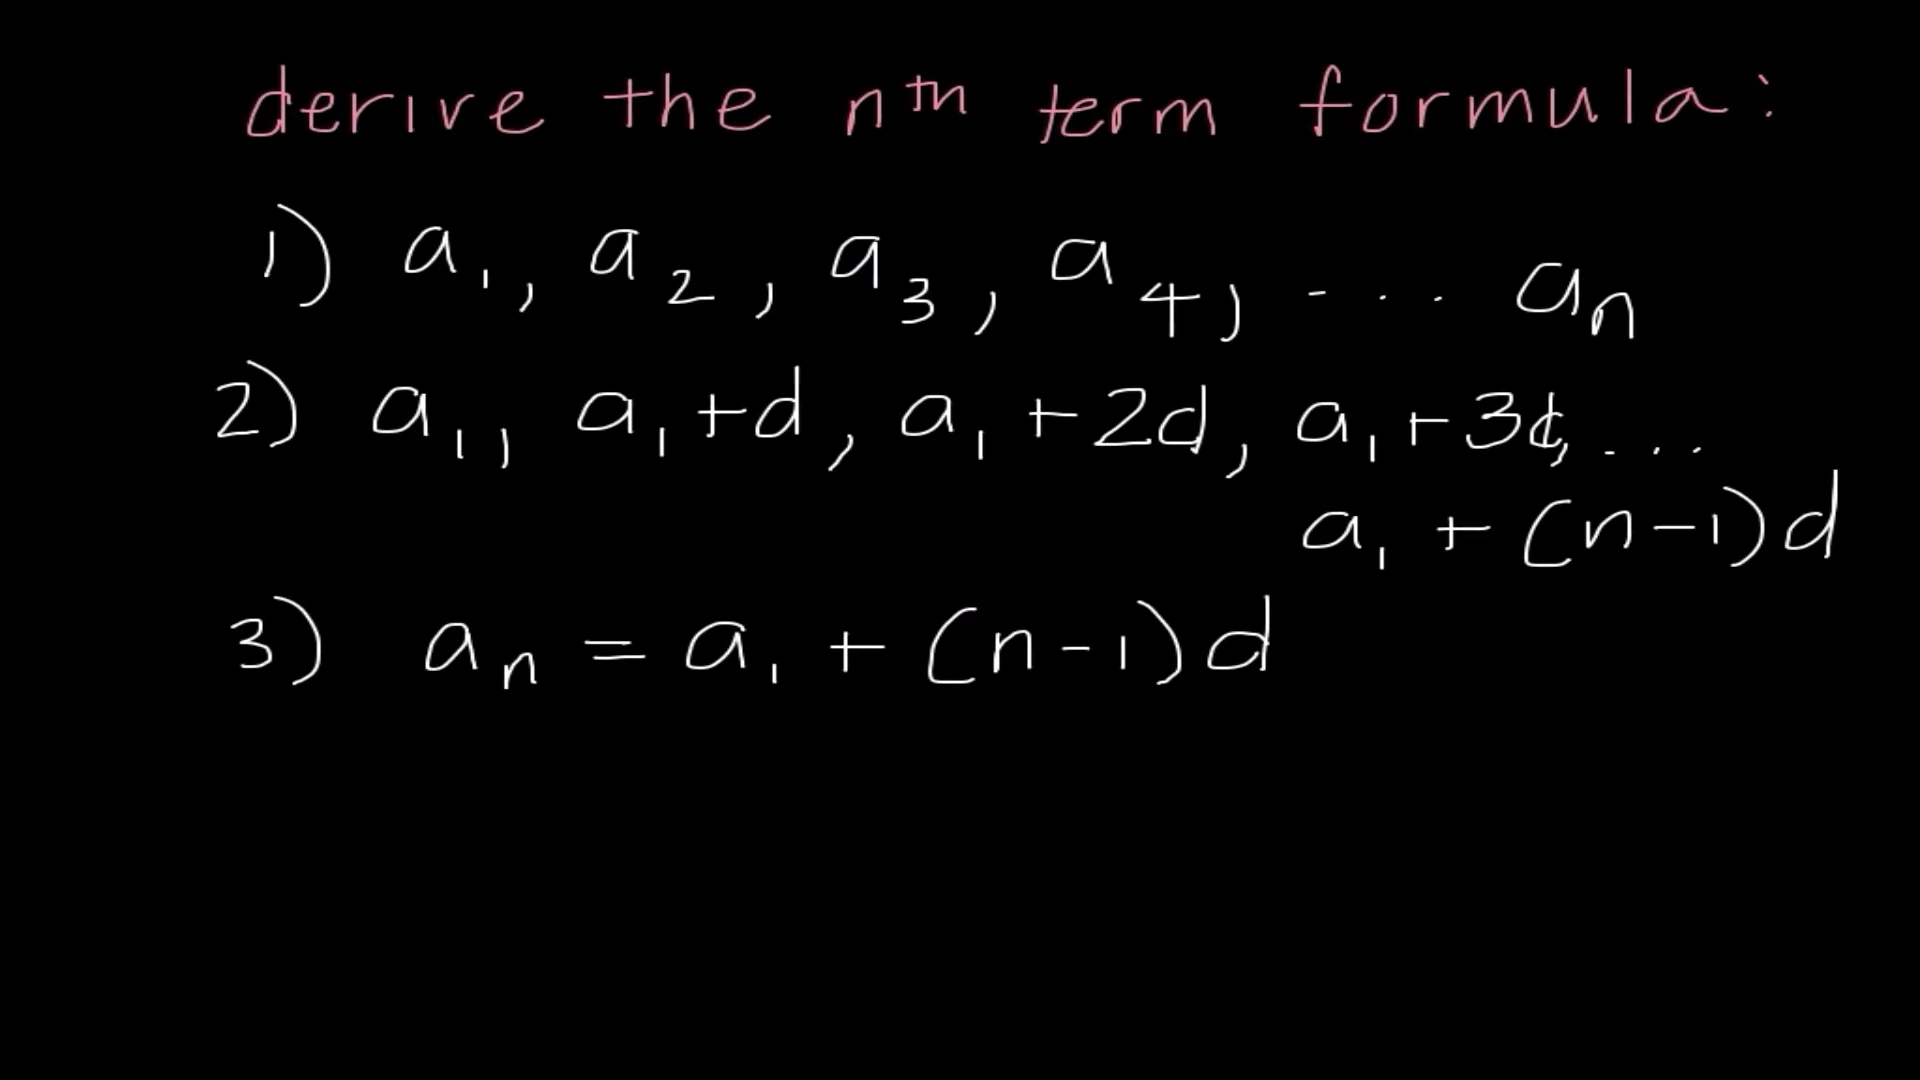 derive the nᵗʰ term formula:
1) a₁, a₂, a₃, a₄, .... aₙ
2) a₁, a₁+d, a₁+2d, a₁+3d, ....
a₁ + (n-1)d
3) aₙ = a₁ + (n-1)d